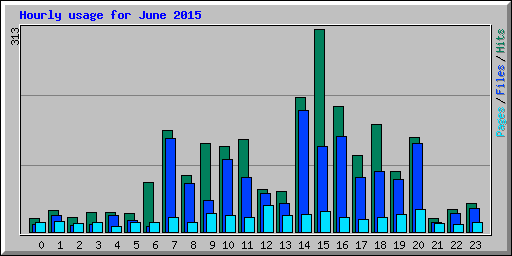 Hourly usage for June 2015
313
Pages/Files/Hits
0 1 2 3 4 5 6 7 8 9 10 11 12 13 14 15 16 17 18 19 20 21 22 23